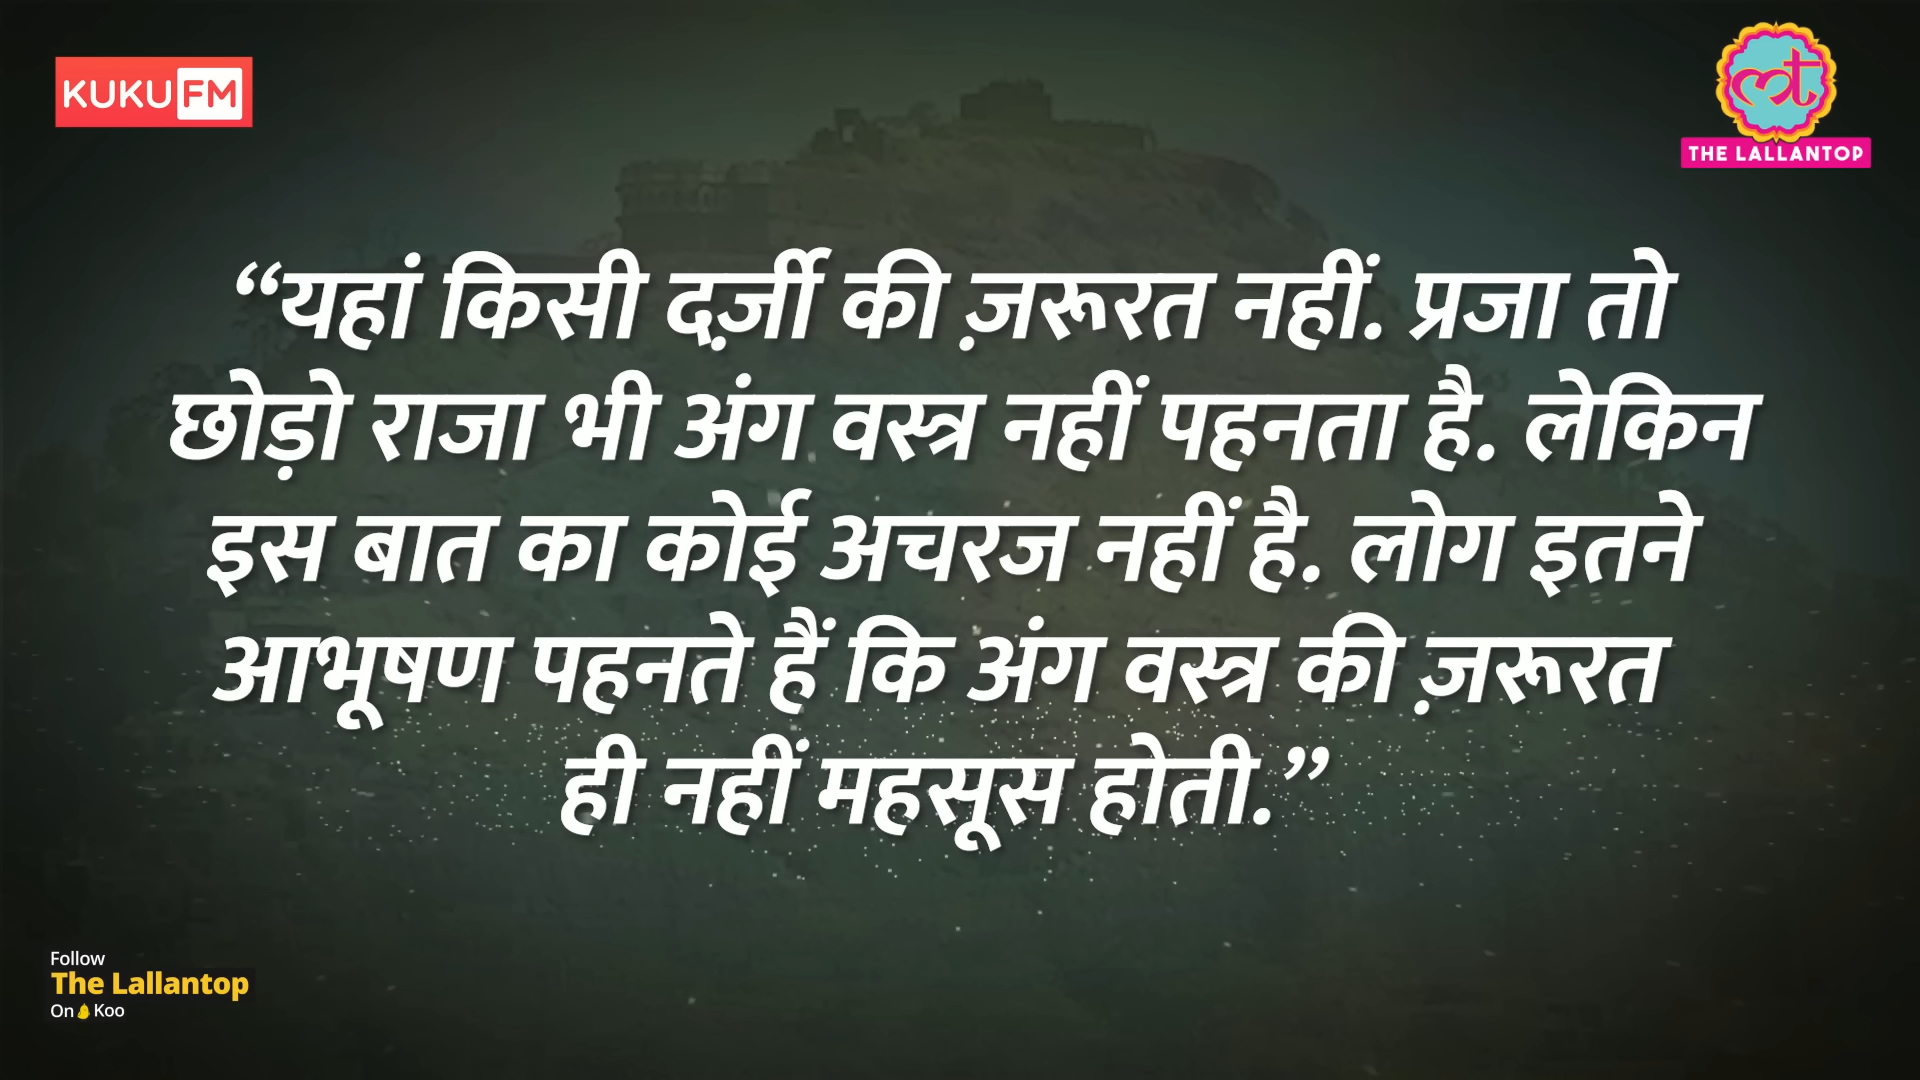 KUKU FM
THE LALLANTOP
“यहां किसी दर्ज़ी की ज़रूरत नहीं. प्रजा तो
छोड़ो राजा भी अंग वस्त्र नहीं पहनता है. लेकिन
इस बात का कोई अचरज नहीं है. लोग इतने
आभूषण पहनते हैं कि अंग वस्त्र की ज़रूरत
ही नहीं महसूस होती.”
Follow
The Lallantop
On Koo